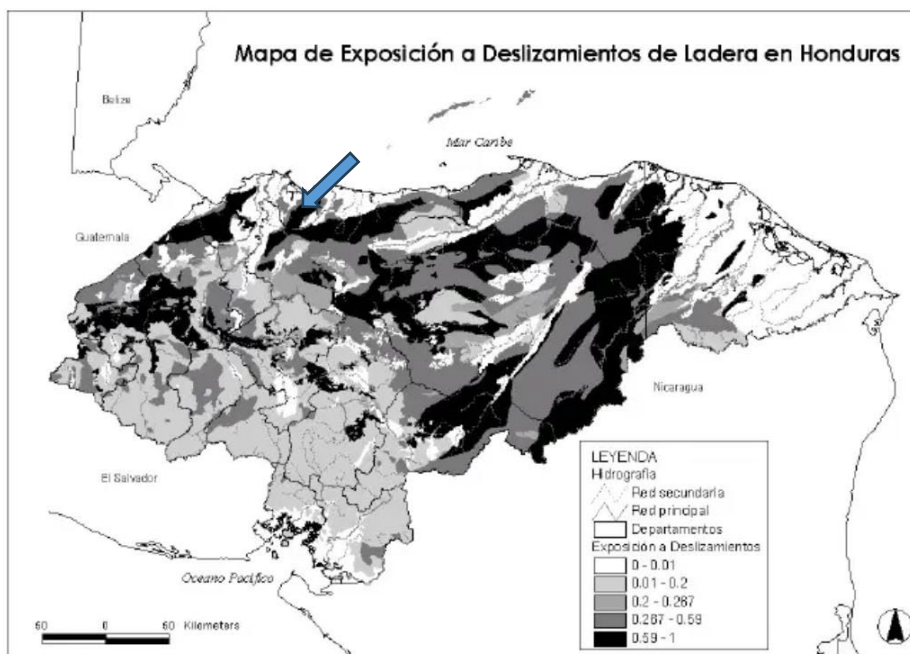 Mapa de Exposición a Deslizamientos de Ladera en Honduras
Belize
Mar Caribe
Guatemala
Nicaragua
El Salvador
Oceano Pacifico
LEYENDA
Hidrografía
Red secundaria
Red principal
Departamentos
Exposición a Deslizamientos
0 - 0.01
0.01 - 0.2
0.2 - 0.267
0.267 - 0.59
0.59 - 1
60 0 60 Kilometers